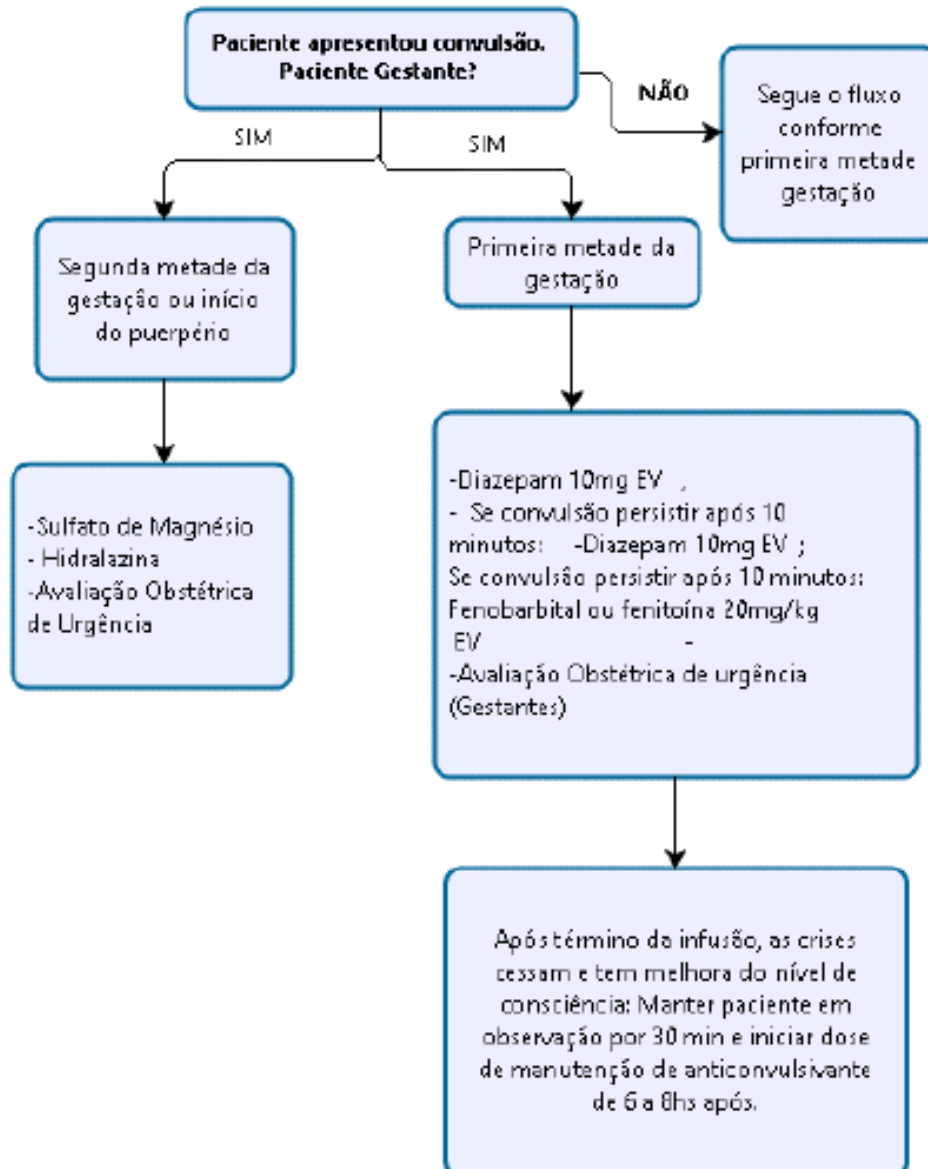 Paciente apresentou convulsão.
Paciente Gestante?
NÃO
Segue o fluxo
conforme
primeira metade
gestação
SIM
SIM
Segunda metade da
gestação ou início
do puerpério
Primeira metade da
gestação
-Sulfato de Magnésio
- Hidralazina
-Avaliação Obstétrica
de Urgência
-Diazepam 10mg EV ,
- Se convulsão persistir após 10
minutos: -Diazepam 10mg EV ;
Se convulsão persistir após 10 minutos:
Fenobarbital ou fenitoína 20mg/kg
EV -
-Avaliação Obstétrica de urgência
(Gestantes)
Após término da infusão, as crises
cessam e tem melhora do nível de
consciência: Manter paciente em
observação por 30 min e iniciar dose
de manutenção de anticonvulsivante
de 6 a 8hs após.